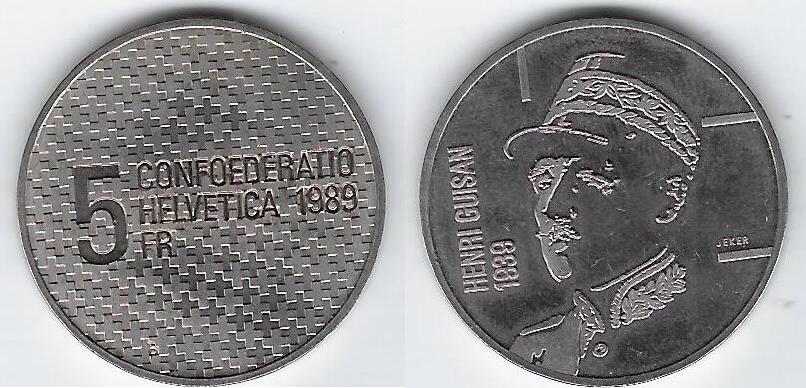 5
CONFOEDERATIO
HELVETICA 1989
FR
HENRI GUISAN
1939
JEKER